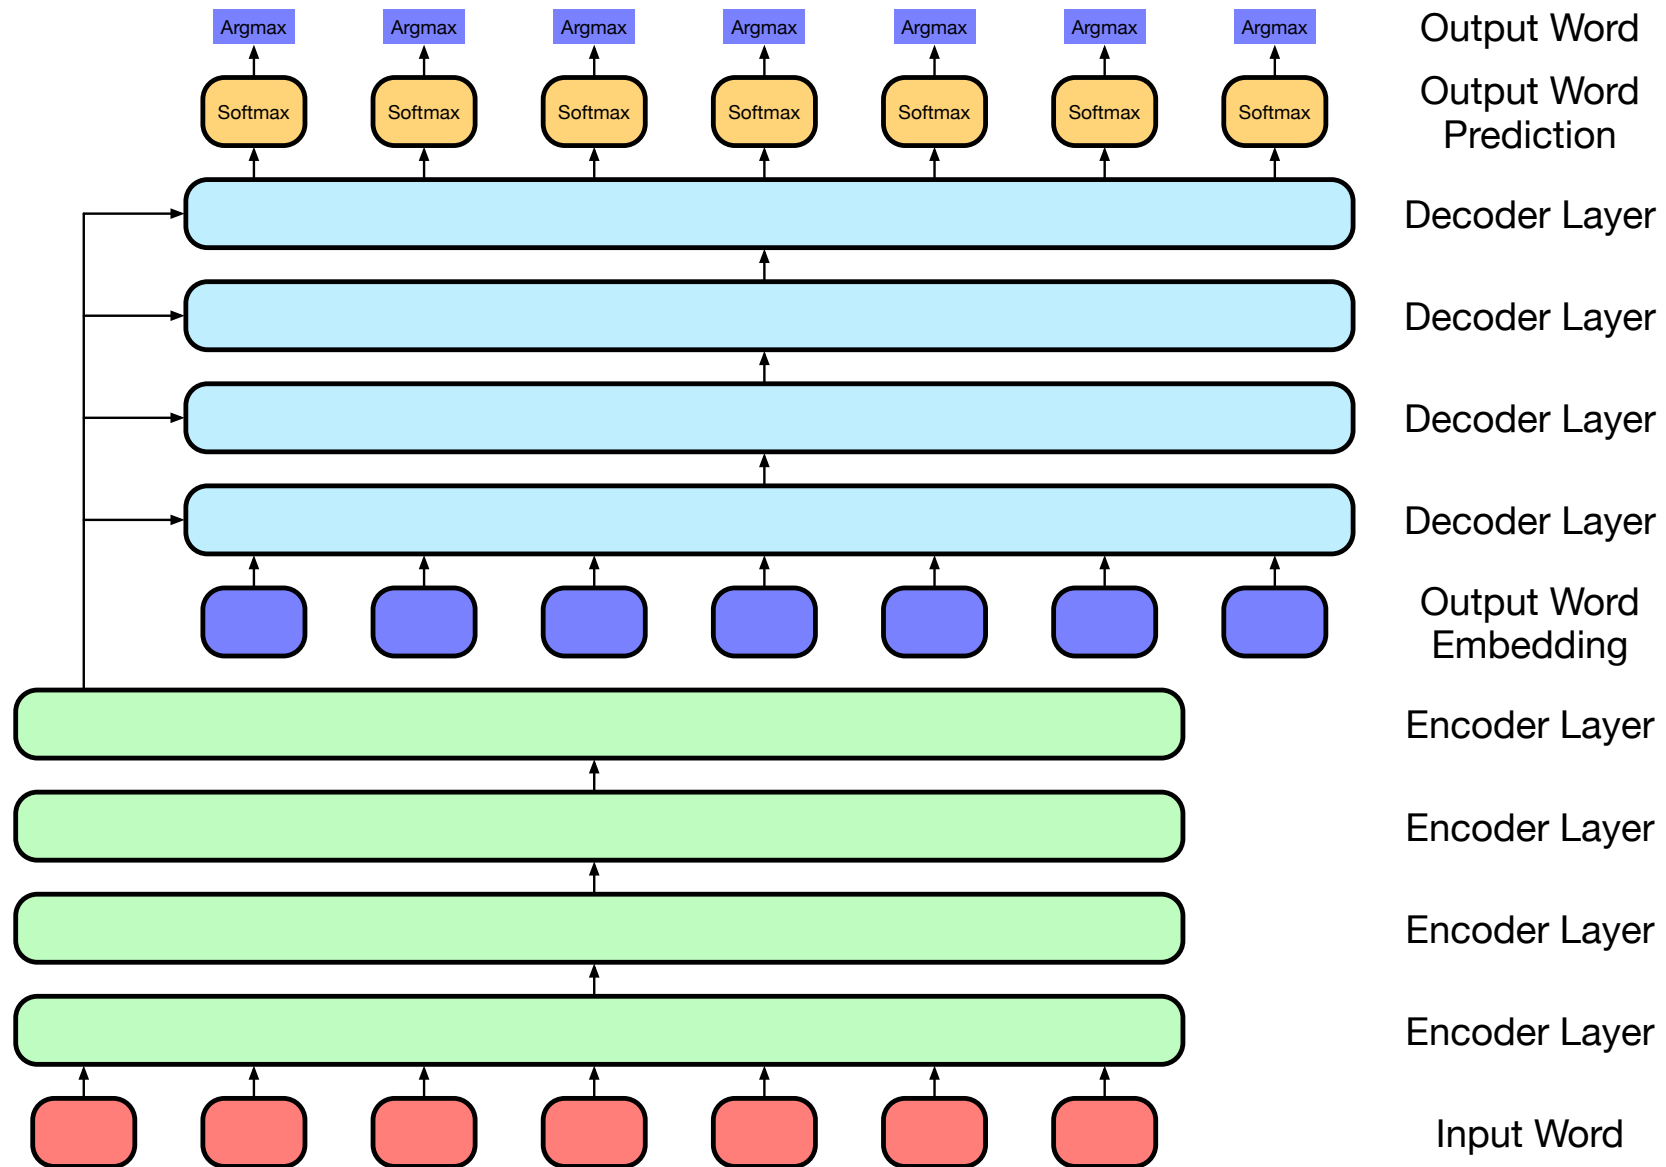 Argmax Argmax Argmax Argmax Argmax Argmax Argmax Output Word
Softmax Softmax Softmax Softmax Softmax Softmax Softmax Output Word
Prediction
Decoder Layer
Decoder Layer
Decoder Layer
Decoder Layer
Output Word
Embedding
Encoder Layer
Encoder Layer
Encoder Layer
Encoder Layer
Input Word